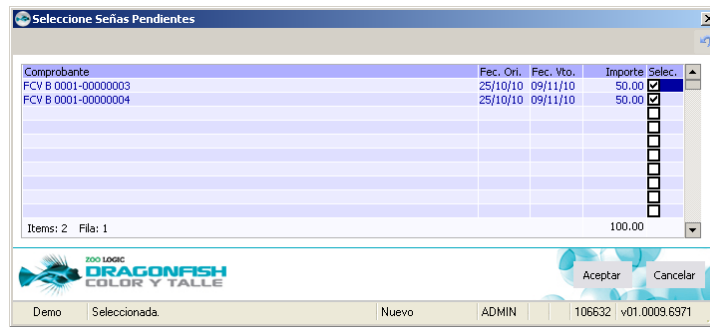 Seleccione Señas Pendientes
Comprobante Fec. Ori. Fec. Vto. Importe Selec.
FCV B 0001-00000003 25/10/10 09/11/10 50.00
FCV B 0001-00000004 25/10/10 09/11/10 50.00
Items: 2 Fila: 1 100.00
ZOO LOGIC
DRAGONFISH
COLOR Y TALLE
Aceptar Cancelar
Demo Seleccionada. Nuevo ADMIN 106632 v01.0009.6971